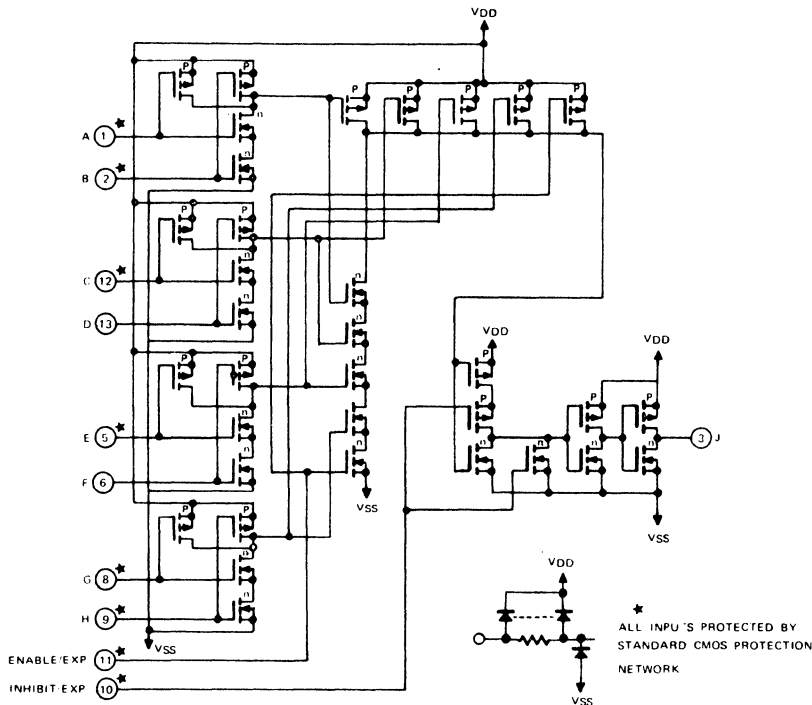 VDD
P P
P P P P P
n
A 1 ★
n
B 2 ★
P P
n
C 12 ★
n
D 13
n
n
VDD
VDD
P P
P
n
P
P P
E 5 ★
n
n
n n n n
3 J
n
F 6
n
VSS
VSS
P P
n
G 8 ★
n
H 9 ★
VDD
VSS
★
ENABLE/EXP 11 ★
ALL INPU'S PROTECTED BY
STANDARD CMOS PROTECTION
NETWORK
INHIBIT·EXP 10 ★
VSS